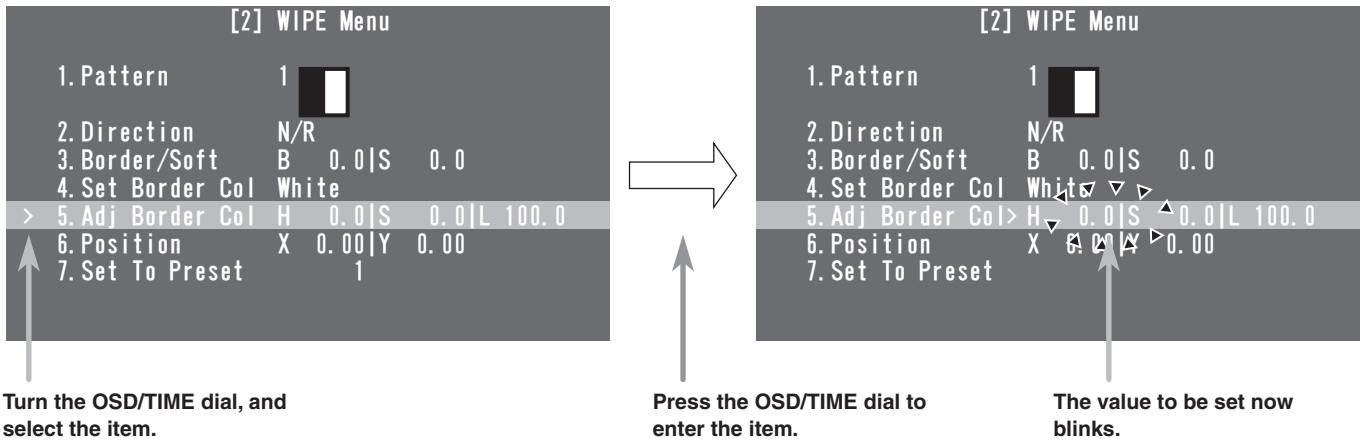 [2] WIPE Menu
1. Pattern 1
2. Direction N/R
3. Border/Soft B 0.0|S 0.0
4. Set Border Col White
> 5. Adj Border Col H 0.0|S 0.0|L 100.0
6. Position X 0.00|Y 0.00
7. Set To Preset 1
Turn the OSD/TIME dial, and
select the item.
Press the OSD/TIME dial to
enter the item.
[2] WIPE Menu
1. Pattern 1
2. Direction N/R
3. Border/Soft B 0.0|S 0.0
4. Set Border Col White
5. Adj Border Col> H 0.0|S 0.0|L 100.0
6. Position X 0.00|Y 0.00
7. Set To Preset
The value to be set now
blinks.